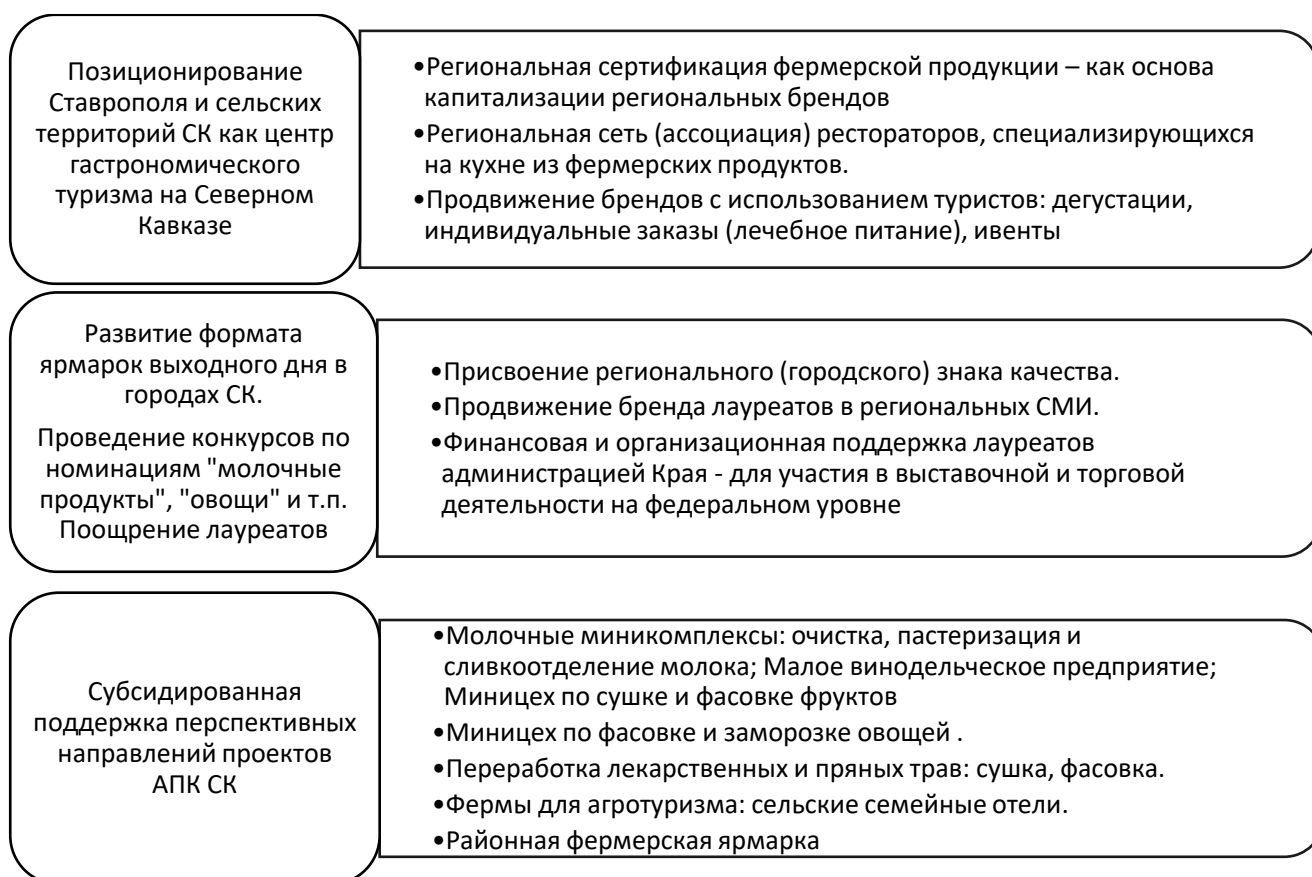 Позиционирование
Ставрополя и сельских
территорий СК как центр
гастрономического
туризма на Северном
Кавказе
•Региональная сертификация фермерской продукции – как основа
капитализации региональных брендов
•Региональная сеть (ассоциация) рестораторов, специализирующихся
на кухне из фермерских продуктов.
•Продвижение брендов с использованием туристов: дегустации,
индивидуальные заказы (лечебное питание), ивенты
Развитие формата
ярмарок выходного дня в
городах СК.
Проведение конкурсов по
номинациям "молочные
продукты", "овощи" и т.п.
Поощрение лауреатов
•Присвоение регионального (городского) знака качества.
•Продвижение бренда лауреатов в региональных СМИ.
•Финансовая и организационная поддержка лауреатов
администрацией Края - для участия в выставочной и торговой
деятельности на федеральном уровне
Субсидированная
поддержка перспективных
направлений проектов
АПК СК
•Молочные миникомплексы: очистка, пастеризация и
сливкоотделение молока; Малое винодельческое предприятие;
Миницех по сушке и фасовке фруктов
•Миницех по фасовке и заморозке овощей .
•Переработка лекарственных и пряных трав: сушка, фасовка.
•Фермы для агротуризма: сельские семейные отели.
•Районная фермерская ярмарка